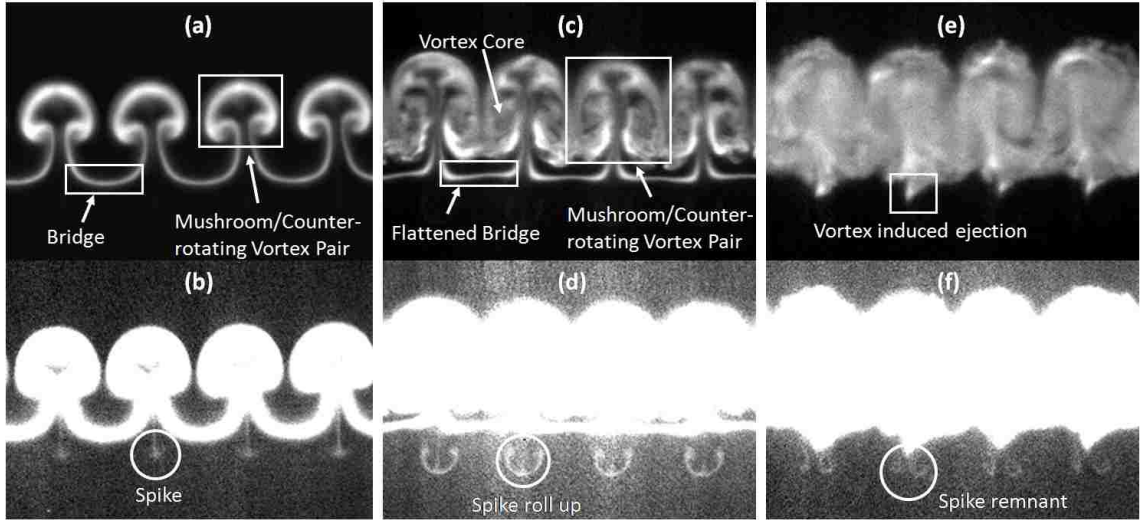 (a)
Bridge
Mushroom/Counter-
rotating Vortex Pair
(c)
Vortex Core
Flattened Bridge
Mushroom/Counter-
rotating Vortex Pair
(e)
Vortex induced ejection
(b)
Spike
(d)
Spike roll up
(f)
Spike remnant